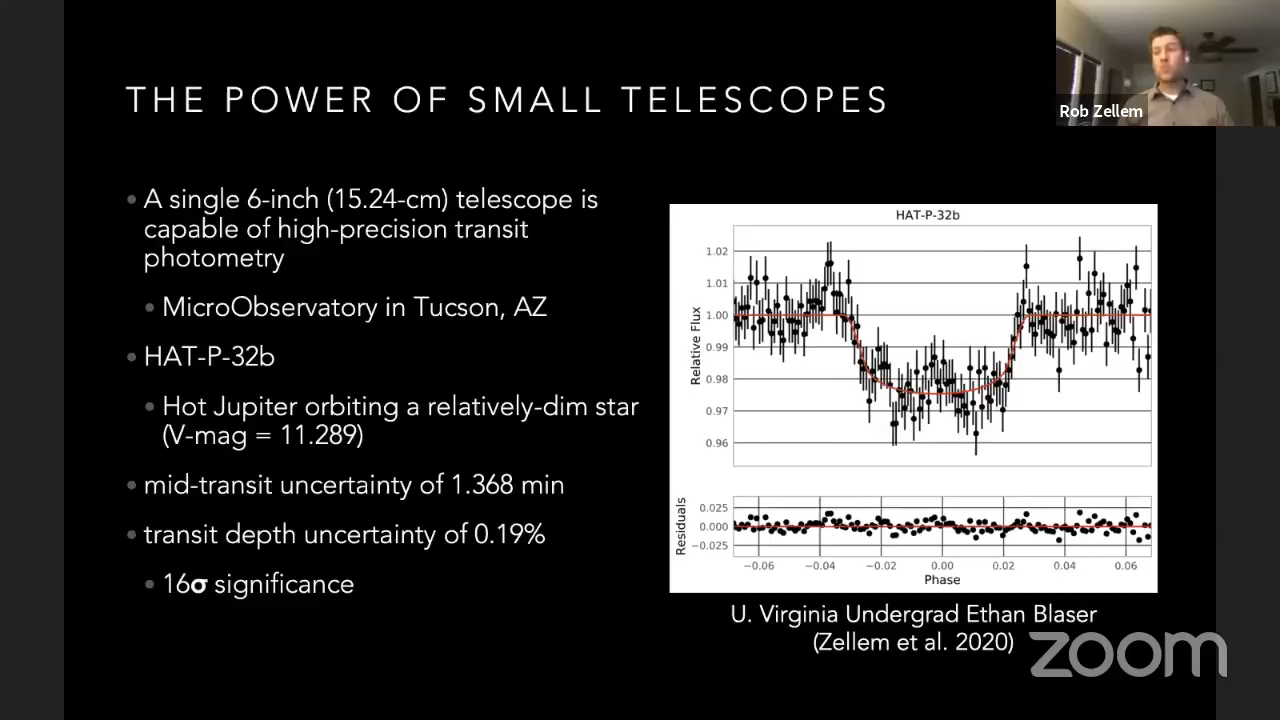 THE POWER OF SMALL TELESCOPES
Rob Zellem
• A single 6-inch (15.24-cm) telescope is
capable of high-precision transit
photometry
• MicroObservatory in Tucson, AZ
• HAT-P-32b
• Hot Jupiter orbiting a relatively-dim star
(V-mag = 11.289)
• mid-transit uncertainty of 1.368 min
• transit depth uncertainty of 0.19%
• 16σ significance
HAT-P-32b
Relative Flux
1.02
1.01
1.00
0.99
0.98
0.97
0.96
Residuals
0.025
0.000
−0.025
−0.06 −0.04 −0.02 0.00 0.02 0.04 0.06
Phase
U. Virginia Undergrad Ethan Blaser
(Zellem et al. 2020)
zoom